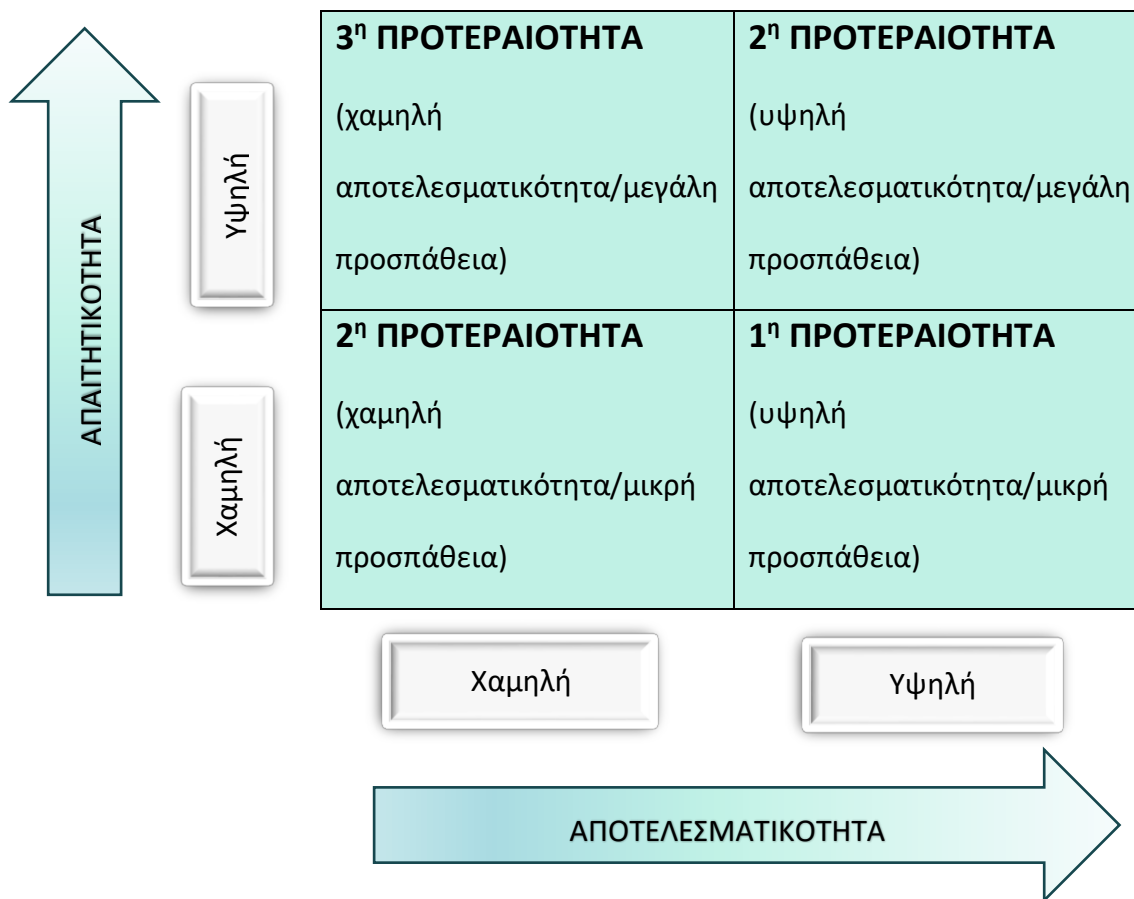 3η ΠΡΟΤΕΡΑΙΟΤΗΤΑ
(χαμηλή
αποτελεσματικότητα/μεγάλη
προσπάθεια)
2η ΠΡΟΤΕΡΑΙΟΤΗΤΑ
(υψηλή
αποτελεσματικότητα/μεγάλη
προσπάθεια)
Υψηλή
ΑΠΑΙΤΗΤΙΚΟΤΗΤΑ
Χαμηλή
2η ΠΡΟΤΕΡΑΙΟΤΗΤΑ
(χαμηλή
αποτελεσματικότητα/μικρή
προσπάθεια)
1η ΠΡΟΤΕΡΑΙΟΤΗΤΑ
(υψηλή
αποτελεσματικότητα/μικρή
προσπάθεια)
Χαμηλή
Υψηλή
ΑΠΟΤΕΛΕΣΜΑΤΙΚΟΤΗΤΑ